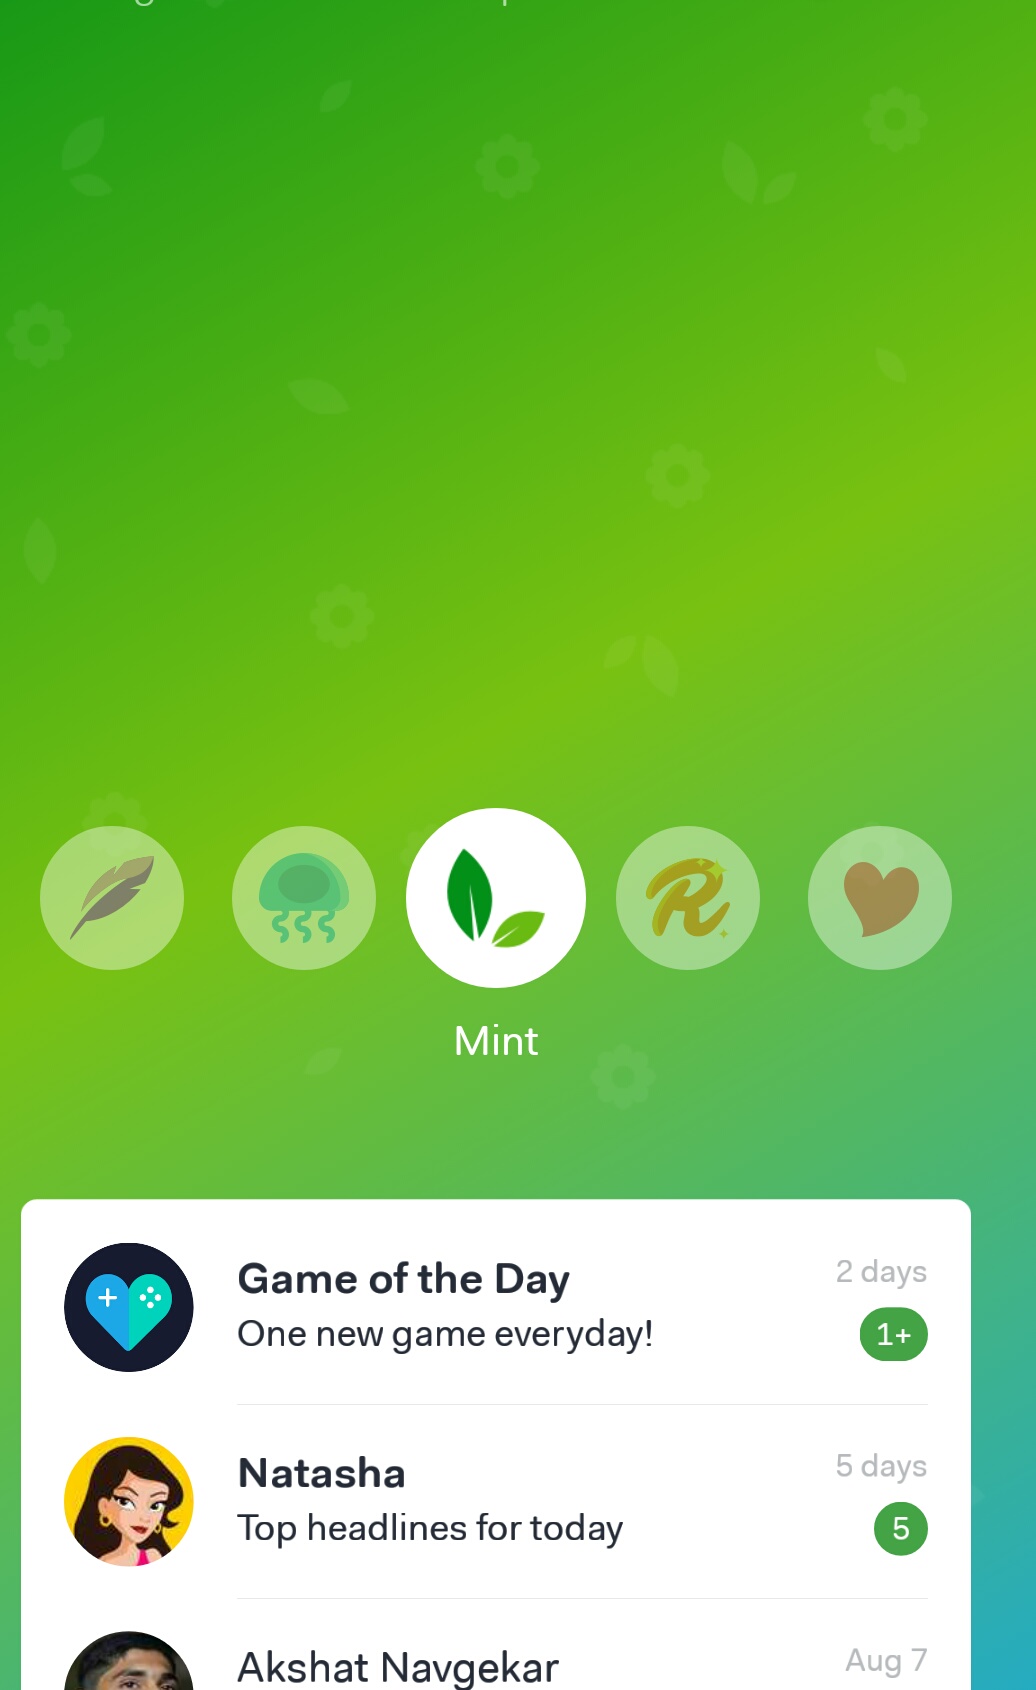 Mint
Game of the Day
2 days
One new game everyday!
1+
Natasha
5 days
Top headlines for today
5
Akshat Navgekar
Aug 7